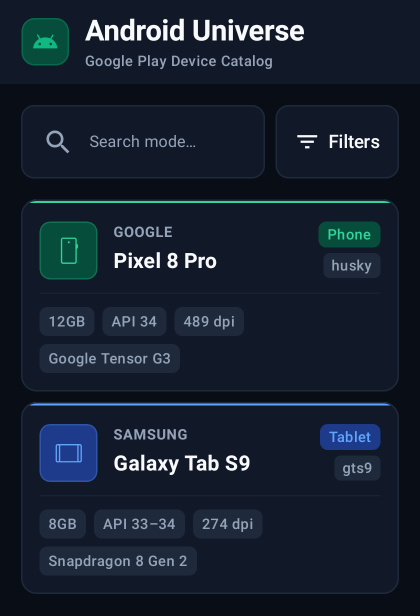 Android Universe
Google Play Device Catalog
Search mode...
Filters
GOOGLE
Pixel 8 Pro
Phone
husky
12GB
API 34
489 dpi
Google Tensor G3
SAMSUNG
Galaxy Tab S9
Tablet
gts9
8GB
API 33–34
274 dpi
Snapdragon 8 Gen 2